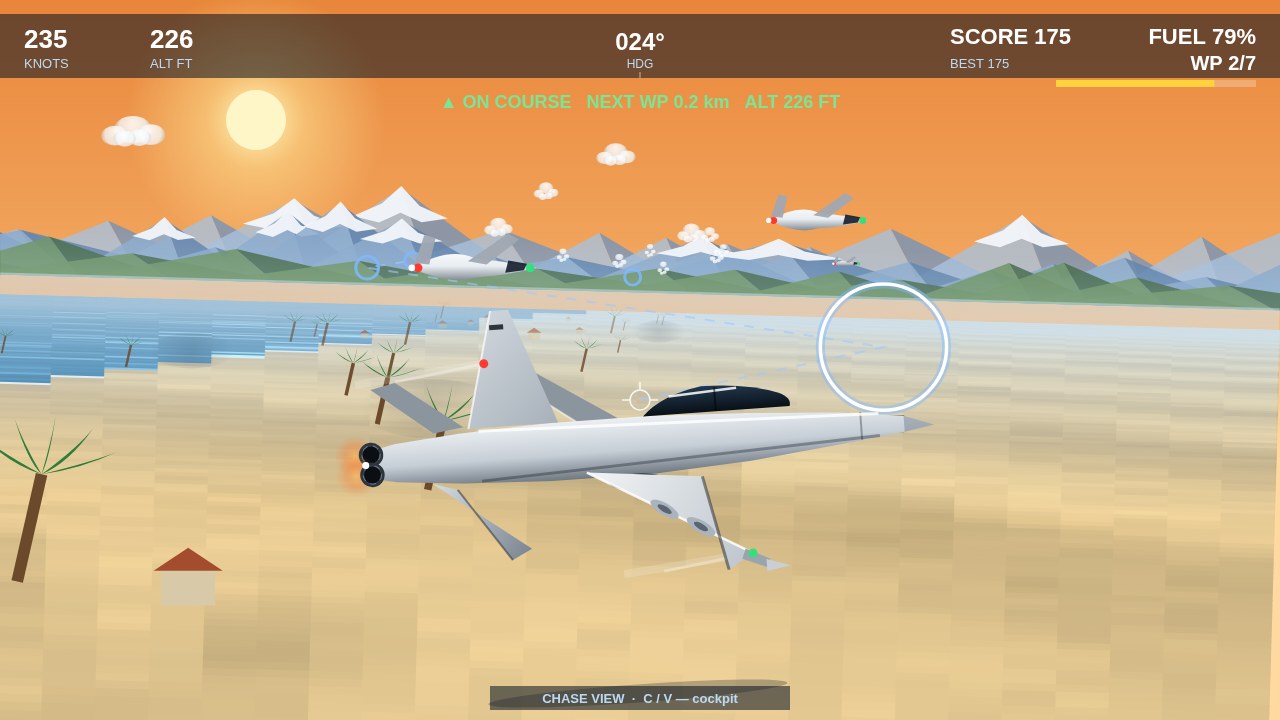 235
KNOTS
226
ALT FT
024°
HDG
SCORE 175
BEST 175
FUEL 79%
WP 2/7
▲ ON COURSE NEXT WP 0.2 km ALT 226 FT
CHASE VIEW · C / V — cockpit